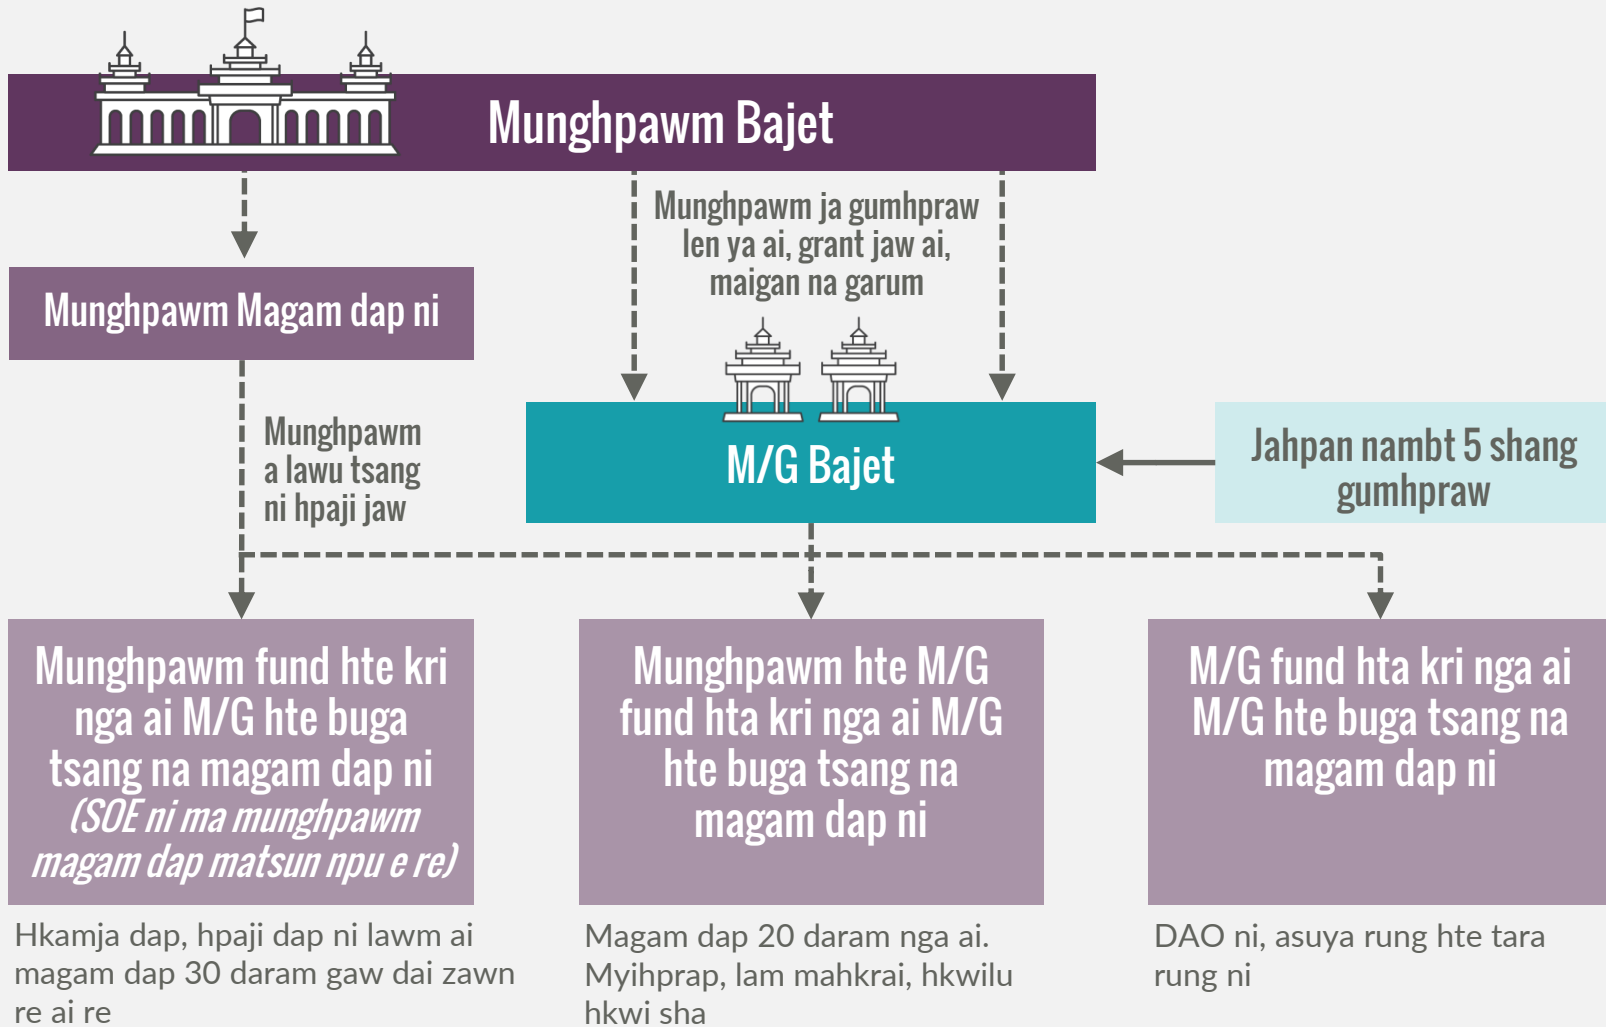 Munghpawm Bajet
Munghpawm ja gumhpraw
len ya ai, grant jaw ai,
maigan na garum
Munghpawm Magam dap ni
Munghpawm
a lawu tsang
ni hpaji jaw
M/G Bajet
Jahpan nambt 5 shang
gumhpraw
Munghpawm fund hte kri
nga ai M/G hte buga
tsang na magam dap ni
(SOE ni ma munghpawm
magam dap matsun npu e re)
Munghpawm hte M/G
fund hta kri nga ai M/G
hte buga tsang na
magam dap ni
M/G fund hta kri nga ai
M/G hte buga tsang na
magam dap ni
Hkamja dap, hpaji dap ni lawm ai
magam dap 30 daram gaw dai zawn
re ai re
Magam dap 20 daram nga ai.
Myihprap, lam mahkrai, hkwilu
hkwi sha
DAO ni, asuya rung hte tara
rung ni